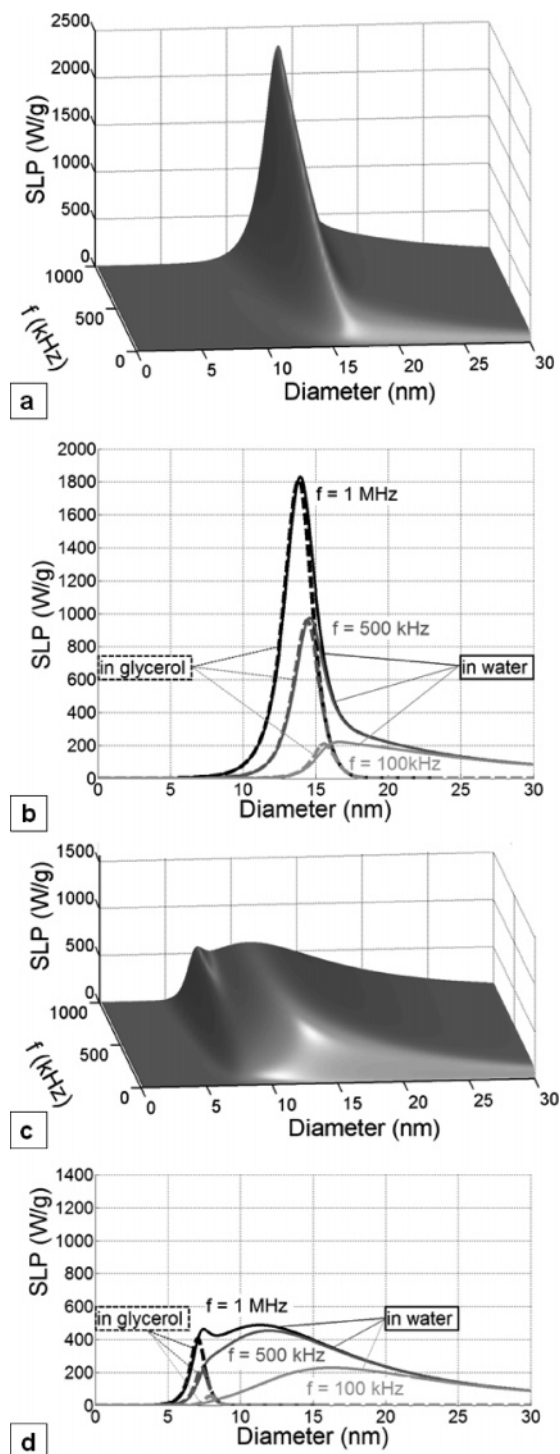 2500
2000
1500
1000
500
0
SLP (W/g)
1000
500
0
f (kHz)
0
5
10
15
20
25
30
Diameter (nm)
a
2000
1800
1600
1400
1200
1000
800
600
400
200
0
SLP (W/g)
f = 1 MHz
f = 500 kHz
in glycerol
in water
f = 100kHz
0
5
10
15
20
25
30
Diameter (nm)
b
1500
1000
500
0
SLP (W/g)
1000
500
0
f (kHz)
0
5
10
15
20
25
30
Diameter (nm)
c
1400
1200
1000
800
600
400
200
0
SLP (W/g)
in glycerol
f = 1 MHz
in water
f = 500 kHz
f = 100 kHz
0
5
10
15
20
25
30
Diameter (nm)
d